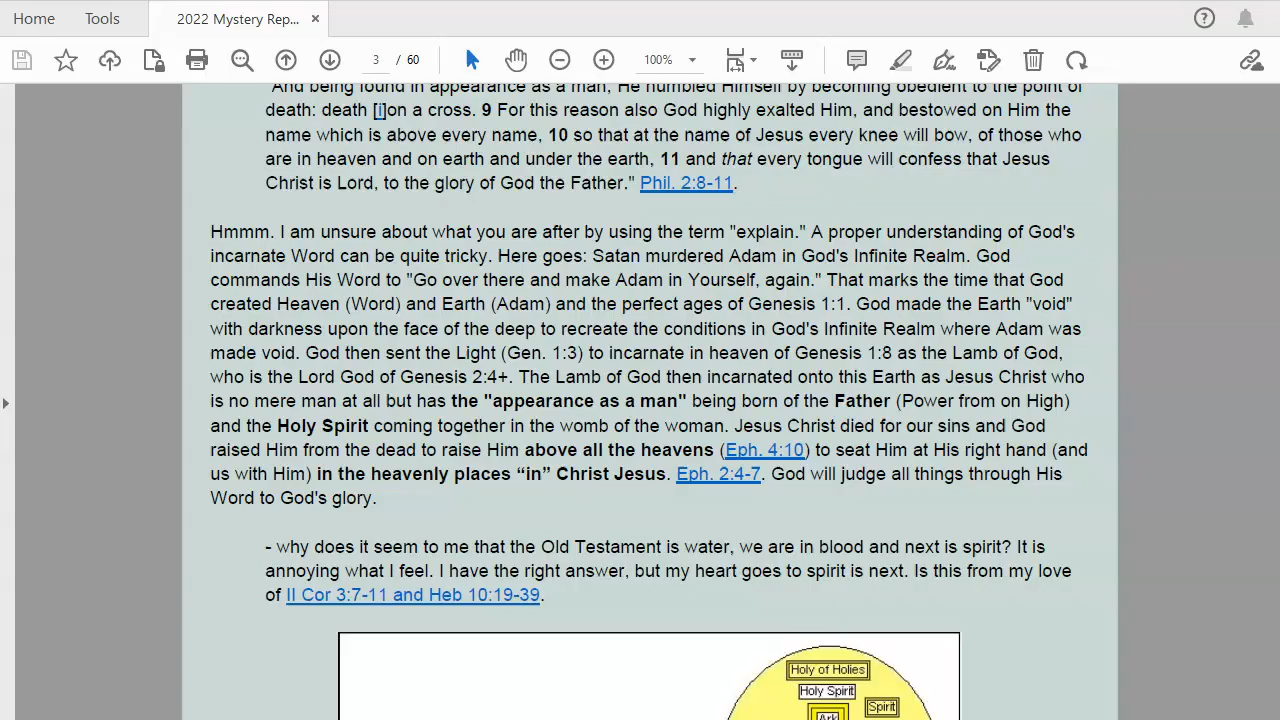 Home Tools 2022 Mystery Rep... ×
3 / 60 100%
And being found in appearance as a man, He humbled Himself by becoming obedient to the point of
death: death [i]on a cross. 9 For this reason also God highly exalted Him, and bestowed on Him the
name which is above every name, 10 so that at the name of Jesus every knee will bow, of those who
are in heaven and on earth and under the earth, 11 and that every tongue will confess that Jesus
Christ is Lord, to the glory of God the Father." Phil. 2:8-11.
Hmmm. I am unsure about what you are after by using the term "explain." A proper understanding of God's
incarnate Word can be quite tricky. Here goes: Satan murdered Adam in God's Infinite Realm. God
commands His Word to "Go over there and make Adam in Yourself, again." That marks the time that God
created Heaven (Word) and Earth (Adam) and the perfect ages of Genesis 1:1. God made the Earth "void"
with darkness upon the face of the deep to recreate the conditions in God's Infinite Realm where Adam was
made void. God then sent the Light (Gen. 1:3) to incarnate in heaven of Genesis 1:8 as the Lamb of God,
who is the Lord God of Genesis 2:4+. The Lamb of God then incarnated onto this Earth as Jesus Christ who
is no mere man at all but has the "appearance as a man" being born of the Father (Power from on High)
and the Holy Spirit coming together in the womb of the woman. Jesus Christ died for our sins and God
raised Him from the dead to raise Him above all the heavens (Eph. 4:10) to seat Him at His right hand (and
us with Him) in the heavenly places “in” Christ Jesus. Eph. 2:4-7. God will judge all things through His
Word to God's glory.
- why does it seem to me that the Old Testament is water, we are in blood and next is spirit? It is
annoying what I feel. I have the right answer, but my heart goes to spirit is next. Is this from my love
of II Cor 3:7-11 and Heb 10:19-39.
Holy of Holies
Holy Spirit
Spirit
Ark